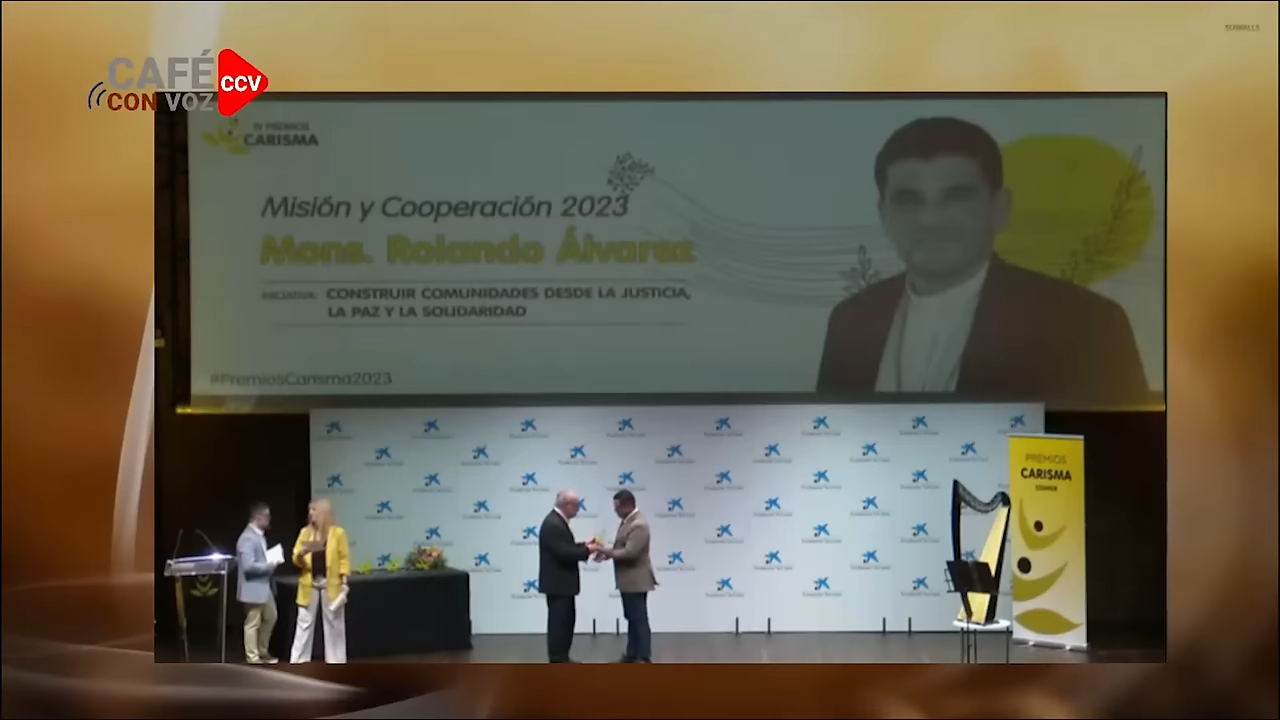 CAFÉ
CON VOZ
CCV
IV PREMIOS
CARISMA
Misión y Cooperación 2023
Mons. Rolando Álvarez
INICIATIVA: CONSTRUIR COMUNIDADES DESDE LA JUSTICIA,
LA PAZ Y LA SOLIDARIDAD
#PremiosCarisma2023
PREMIOS
CARISMA
CONFER